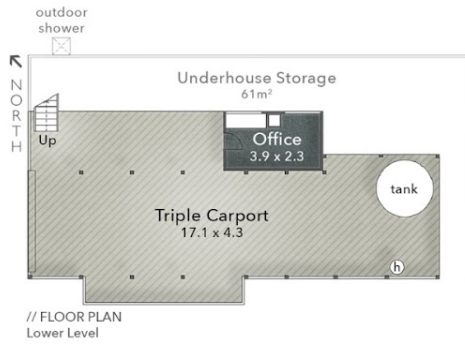 outdoor
shower
NORTH
Underhouse Storage
61m²
Up
Office
3.9 x 2.3
tank
Triple Carport
17.1 x 4.3
h
// FLOOR PLAN
Lower Level